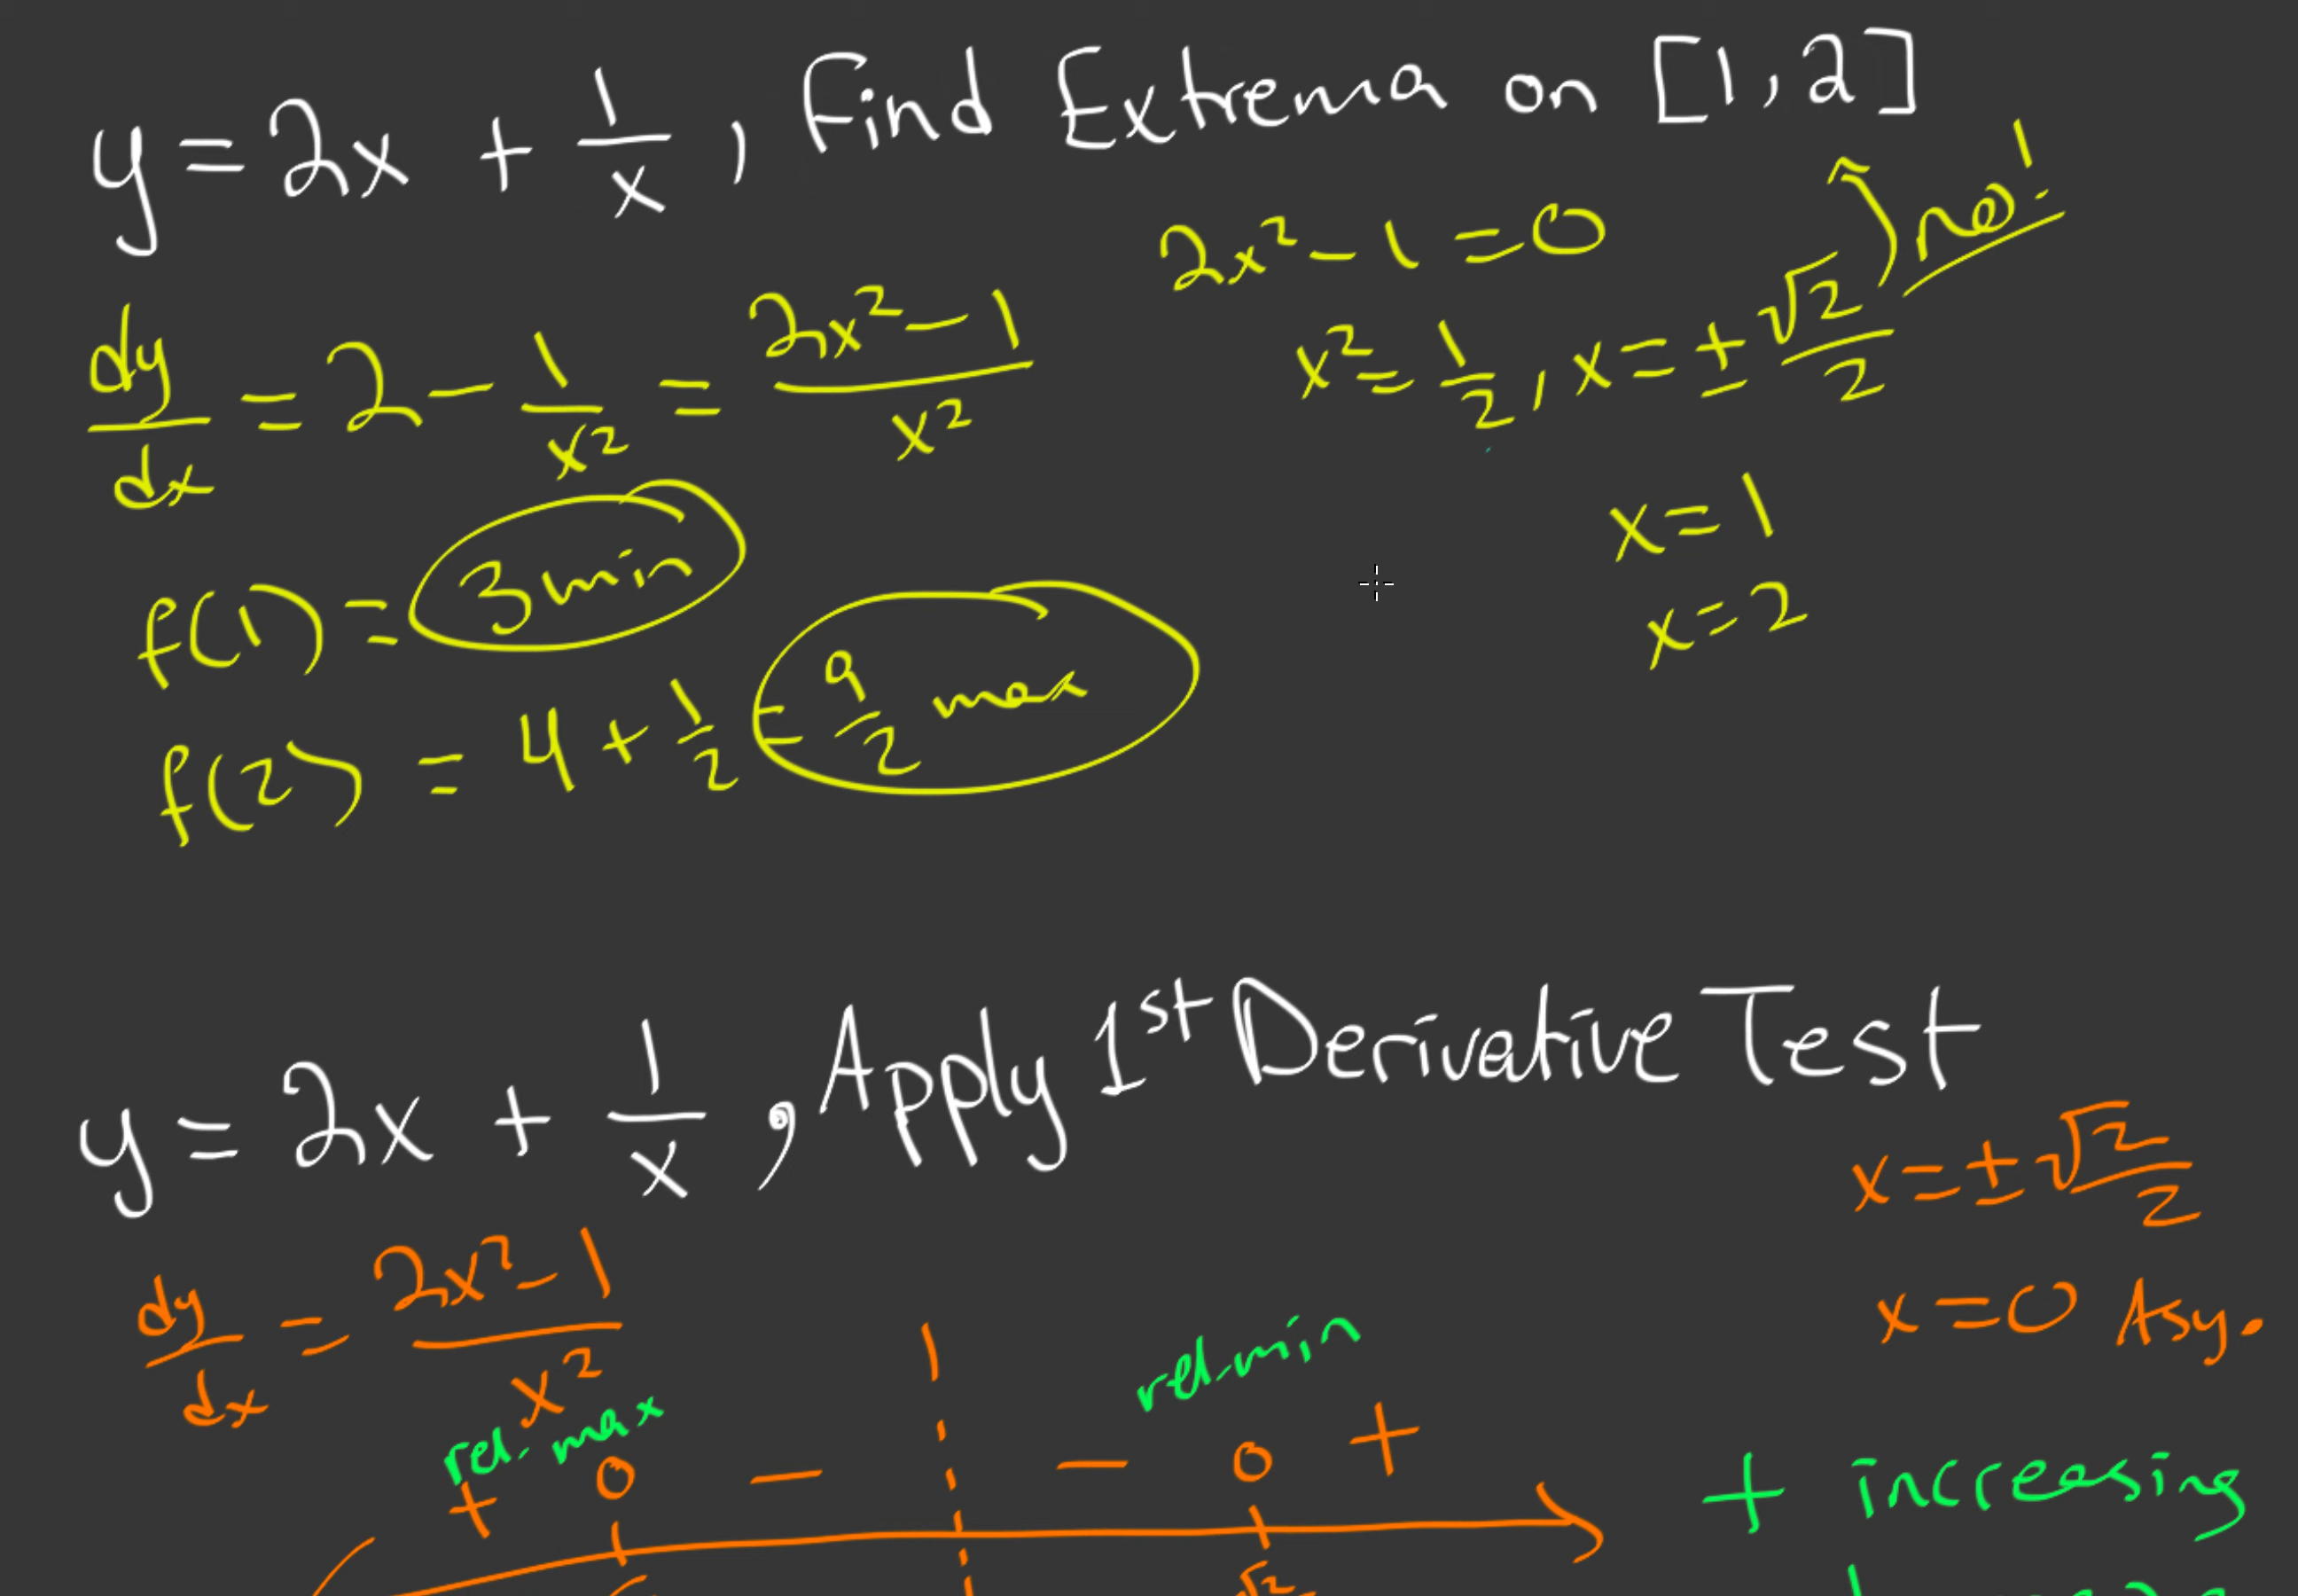 y = 2x + 1/x , Find Extrema on [1, 2]
2x² - 1 = 0
dy/dx = 2 - 1/x² = (2x² - 1)/x²
x² = 1/2 , x = ± √2/2 } no!
x = 1
x = 2
f(1) = 3 min
f(2) = 4 + 1/2 = 9/2 max
y = 2x + 1/x , Apply 1st Derivative Test
x = ± √2/2
x = 0 Asy.
dy/dx = (2x² - 1)/x²
rel. max
rel. min
+ 0 - - 0 +
+ increasing